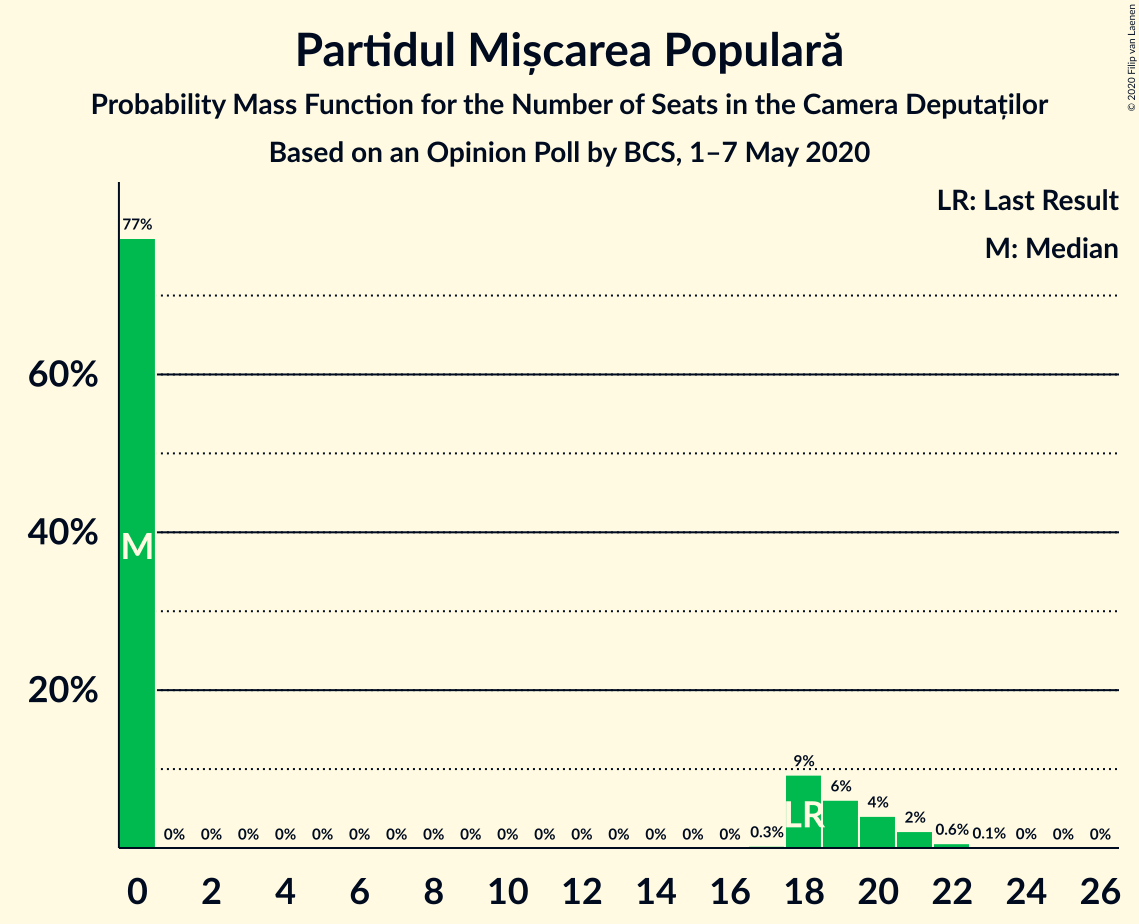 Partidul Mișcarea Populară
Probability Mass Function for the Number of Seats in the Camera Deputaților
Based on an Opinion Poll by BCS, 1–7 May 2020
© 2020 Filip van Laenen
LR: Last Result
M: Median
77%
60%
40%
M
20%
9%
6%
4%
2%
LR
0% 0% 0% 0% 0% 0% 0% 0% 0% 0% 0% 0% 0% 0% 0% 0% 0.3% 0.6% 0.1% 0% 0% 0%
0 2 4 6 8 10 12 14 16 18 20 22 24 26